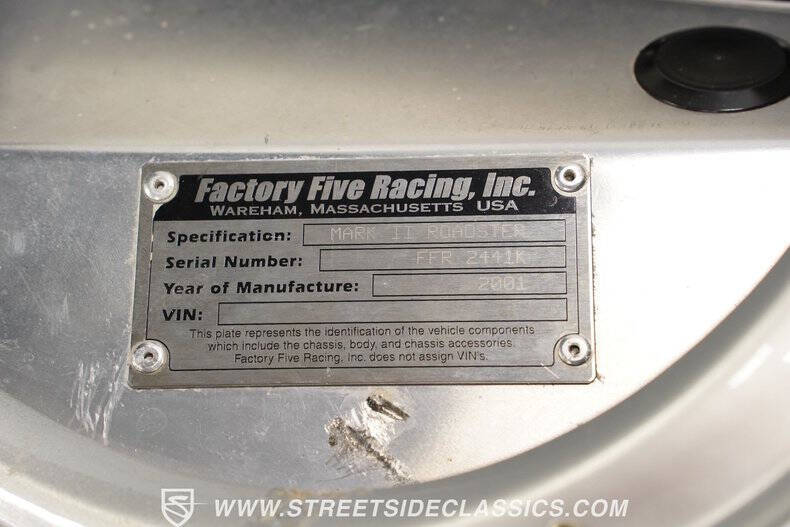 Factory Five Racing, Inc.
WAREHAM, MASSACHUSETTS USA
Specification: MARK II ROADSTER
Serial Number: FFR 2441K
Year of Manufacture: 2001
VIN:
This plate represents the identification of the vehicle components
which include the chassis, body, and chassis accessories.
Factory Five Racing, Inc. does not assign VIN's.
WWW.STREETSIDECLASSICS.COM